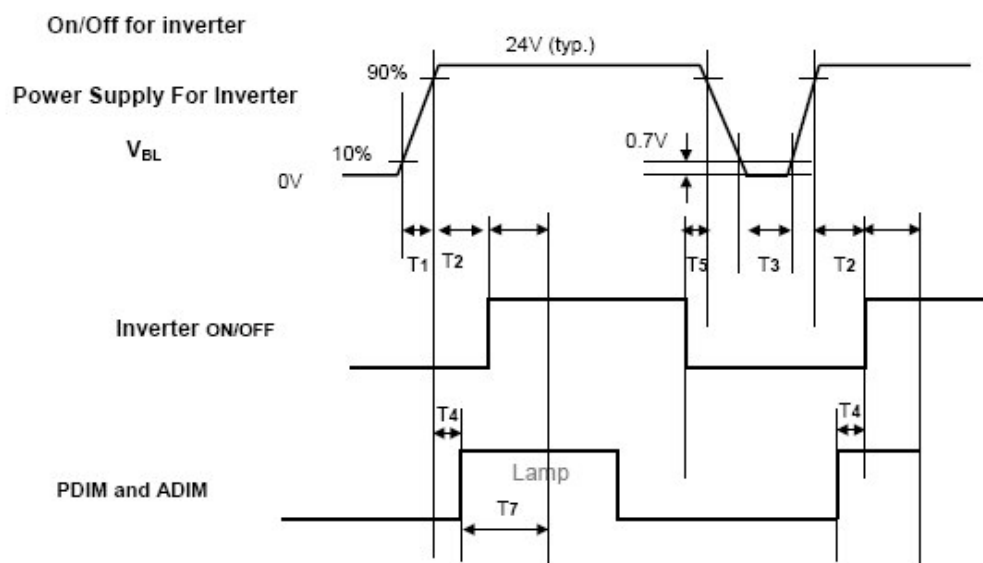 On/Off for inverter
24V (typ.)
90%
Power Supply For Inverter
VBL
0.7V
10%
0V
T1 T2 T5 T3 T2
Inverter ON/OFF
T4 T4
Lamp
PDIM and ADIM
T7